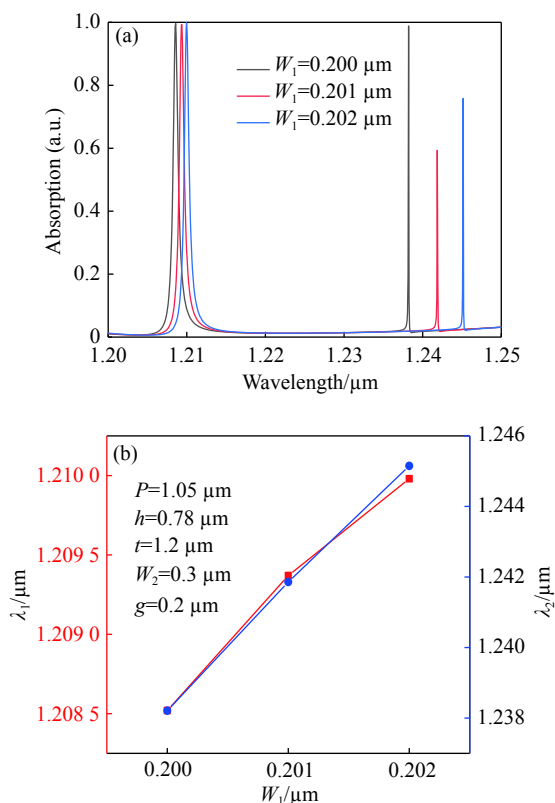 (a)
W₁=0.200 μm
W₁=0.201 μm
W₁=0.202 μm
Absorption (a.u.)
1.0
0.8
0.6
0.4
0.2
0
1.20 1.21 1.22 1.23 1.24 1.25
Wavelength/μm
(b)
P=1.05 μm
h=0.78 μm
t=1.2 μm
W₂=0.3 μm
g=0.2 μm
λ₁/μm
1.210 0
1.209 5
1.209 0
1.208 5
λ₂/μm
1.246
1.244
1.242
1.240
1.238
0.200 0.201 0.202
W₁/μm